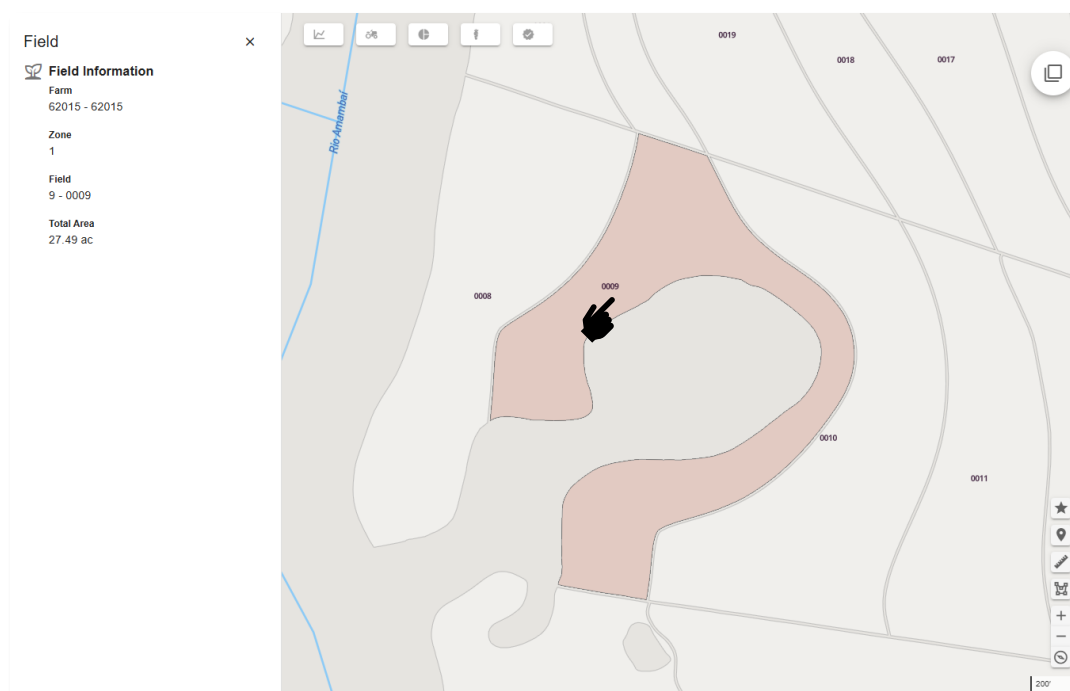 Field
Field Information
Farm
62015 - 62015
Zone
1
Field
9 - 0009
Total Area
27.49 ac
Rio Amambaí
0019
0018
0017
0008
0009
0010
0011
200'